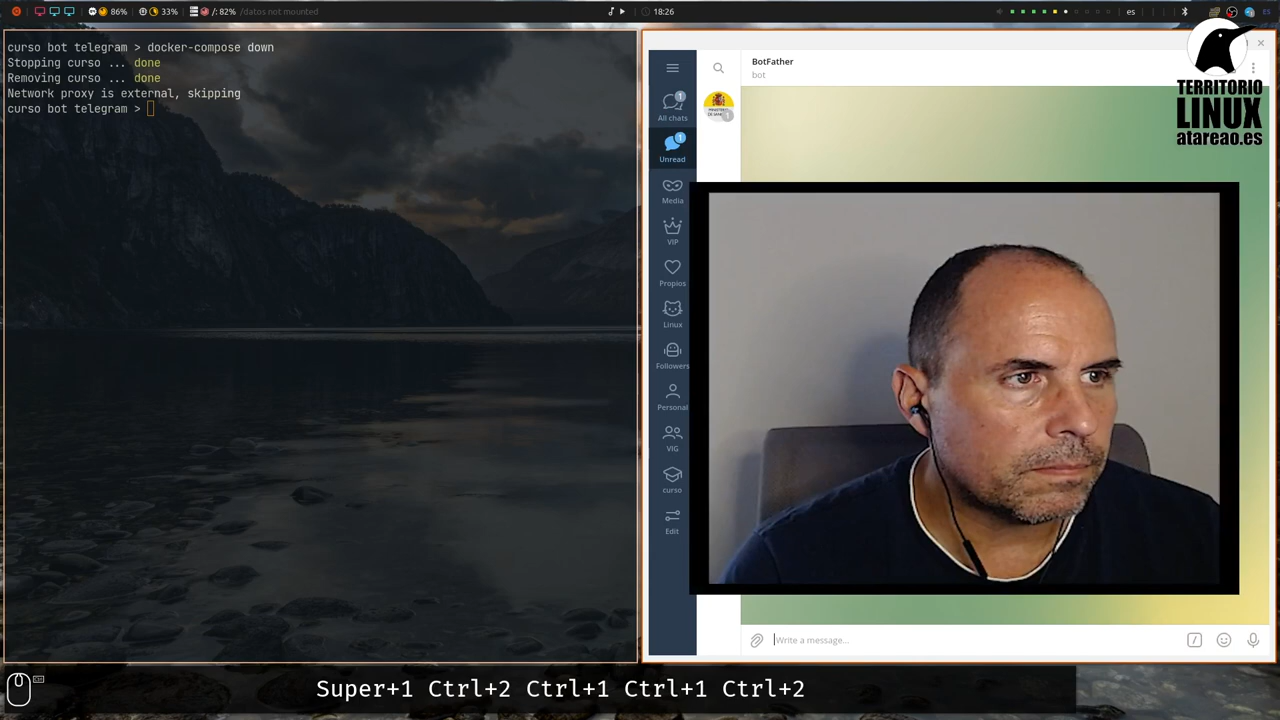 86%
33%
/: 82%
/datos not mounted
18:26
es
ES
curso bot telegram > docker-compose down
Stopping curso ... done
Removing curso ... done
Network proxy is external, skipping
curso bot telegram >
BotFather
bot
TERRITORIO
LINUX
atareao.es
1
All chats
1
Unread
Media
VIP
Propios
Linux
Followers
Personal
VIG
curso
Edit
Write a message...
Super+1 Ctrl+2 Ctrl+1 Ctrl+1 Ctrl+2